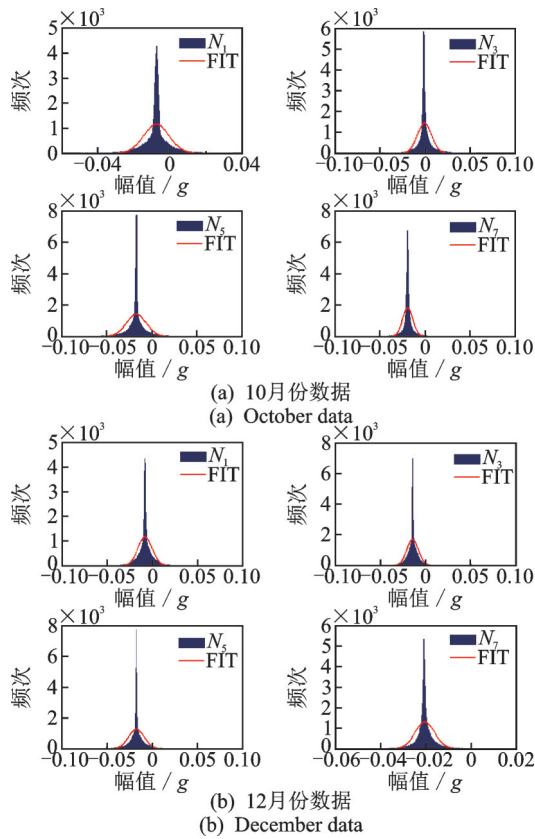 ×10³ ×10³
5 N₁ 6 N₃
4 FIT 5 FIT
频次 3 频次 4
2 3
1 2
0 1
0
−0.04 0 0.04 −0.10 −0.05 0 0.05 0.10
幅值 / g 幅值 / g
×10³ ×10³
8 N₅ 8 N₇
6 FIT 6 FIT
频次 4 频次 4
2 2
0 0
−0.10 −0.05 0 0.05 0.10 −0.10 −0.05 0 0.05 0.10
幅值 / g 幅值 / g
(a) 10月份数据
(a) October data
×10³ ×10³
5 N₁ 8 N₃
4 FIT 6 FIT
频次 3 频次 4
2 2
1 0
0
−0.10 −0.05 0 0.05 0.10 −0.10 −0.05 0 0.05 0.10
幅值 / g 幅值 / g
×10³ ×10³
8 N₅ 6 N₇
6 FIT 5 FIT
频次 4 频次 4
2 3
0 2
1
0
−0.10 −0.05 0 0.05 0.10 −0.06 −0.04 −0.02 0 0.02
幅值 / g 幅值 / g
(b) 12月份数据
(b) December data